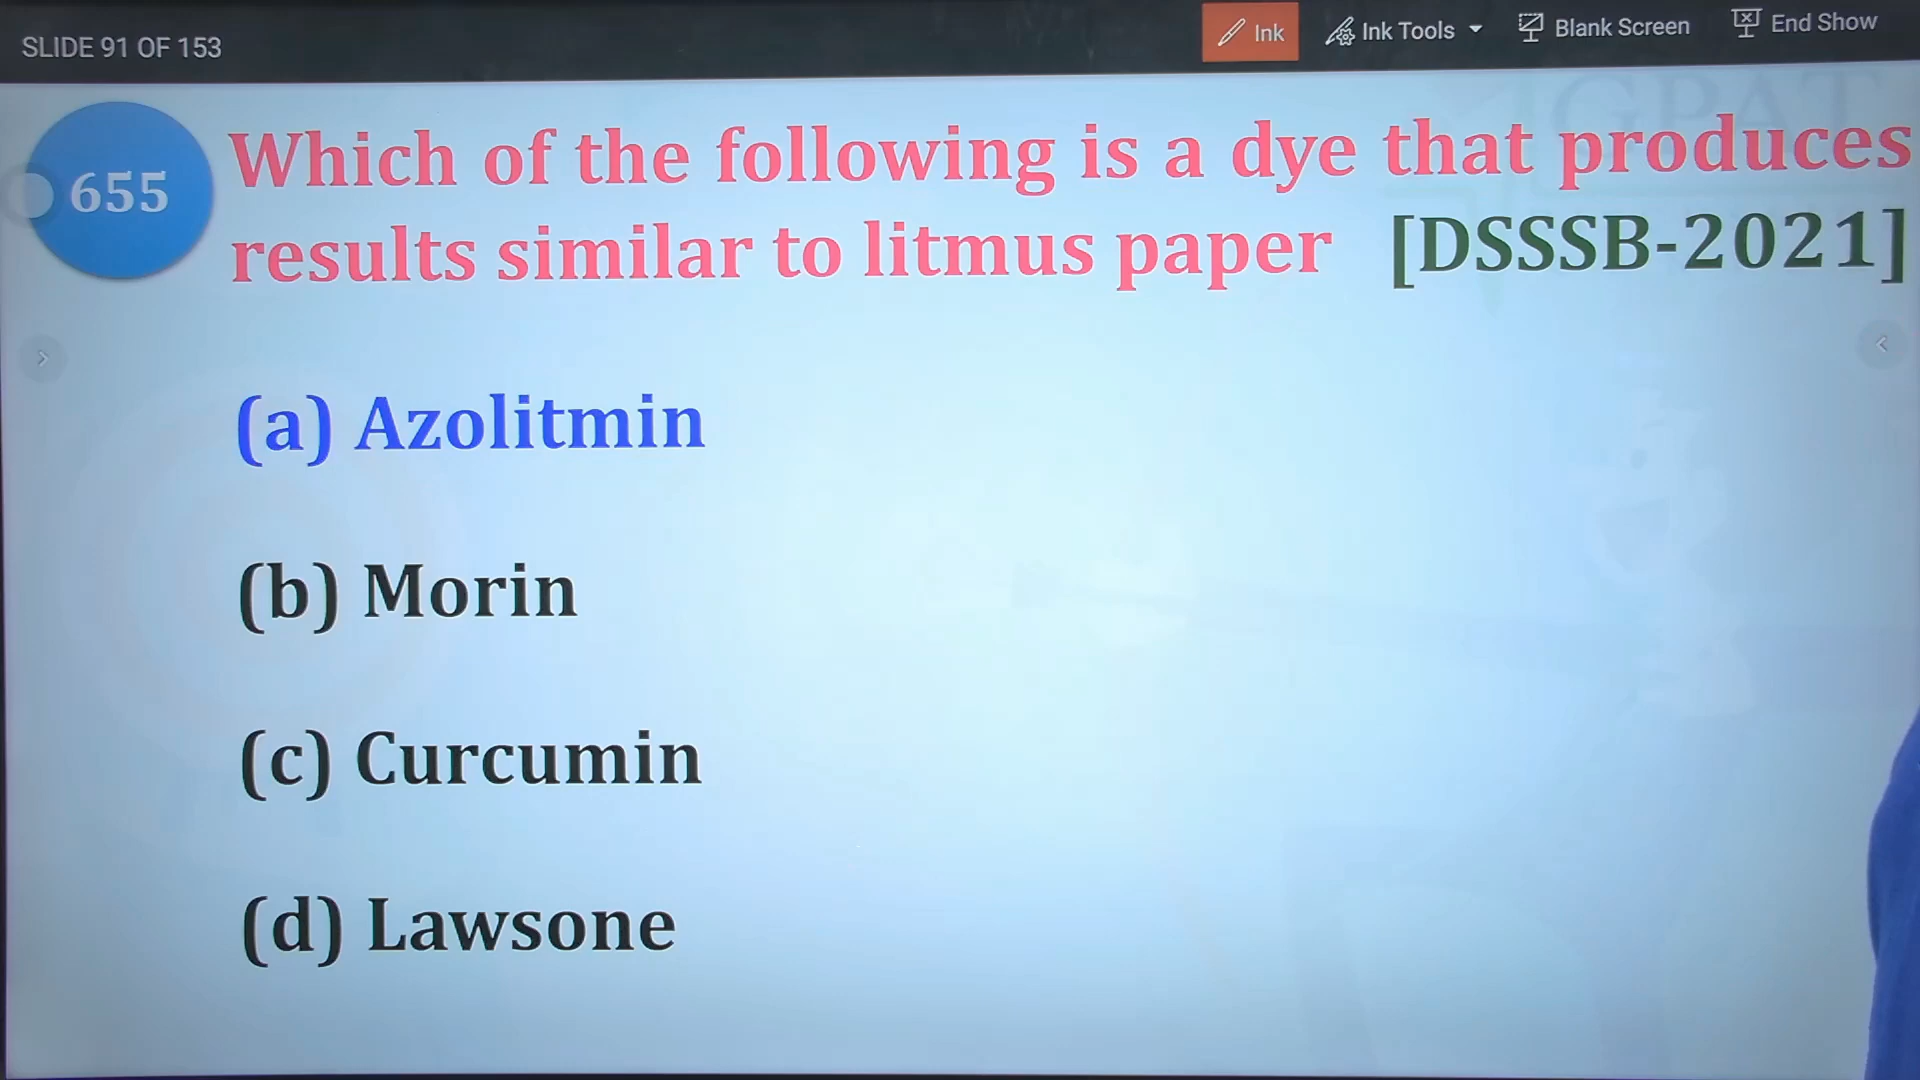 SLIDE 91 OF 153
Ink
Ink Tools
Blank Screen
End Show
GPAT
655
Which of the following is a dye that produces
results similar to litmus paper [DSSSB-2021]
(a) Azolitmin
(b) Morin
(c) Curcumin
(d) Lawsone